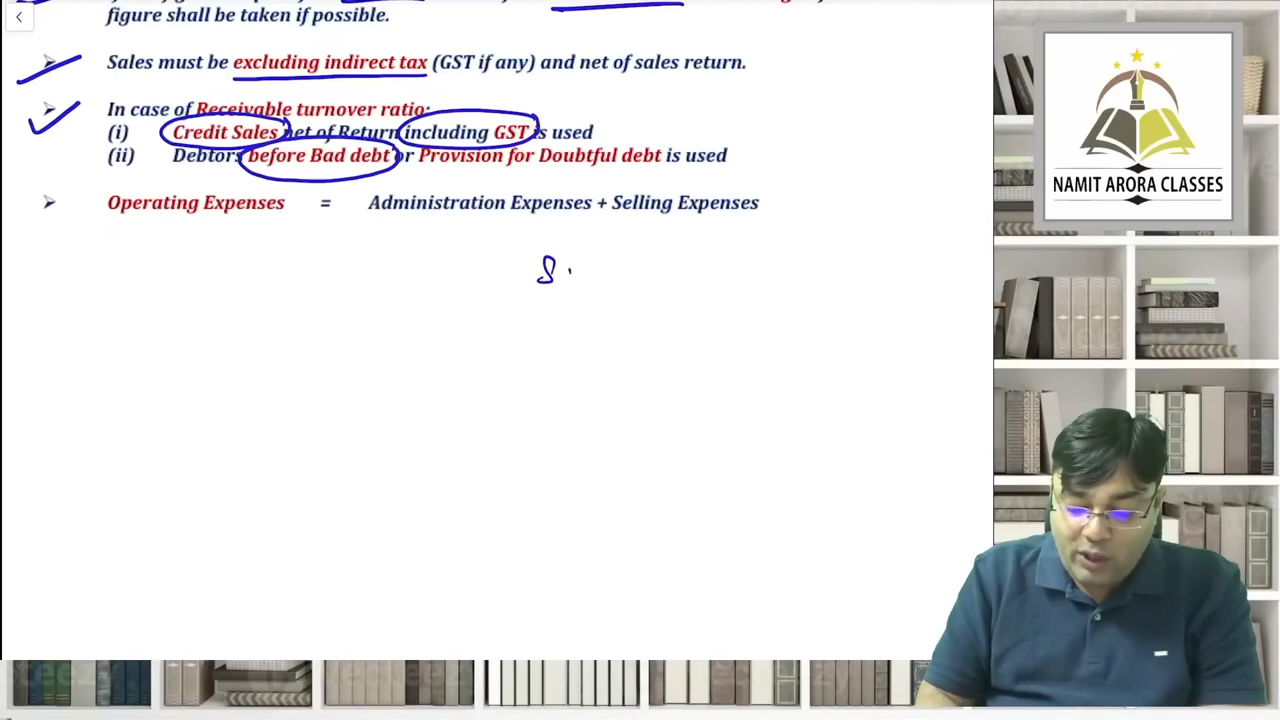 figure shall be taken if possible.
Sales must be excluding indirect tax (GST if any) and net of sales return.
In case of Receivable turnover ratio:
(i) Credit Sales net of Return including GST is used
(ii) Debtors before Bad debt or Provision for Doubtful debt is used
Operating Expenses = Administration Expenses + Selling Expenses
NAMIT ARORA CLASSES